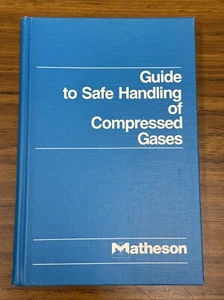 Guide
to Safe Handling
of
Compressed
Gases
Matheson